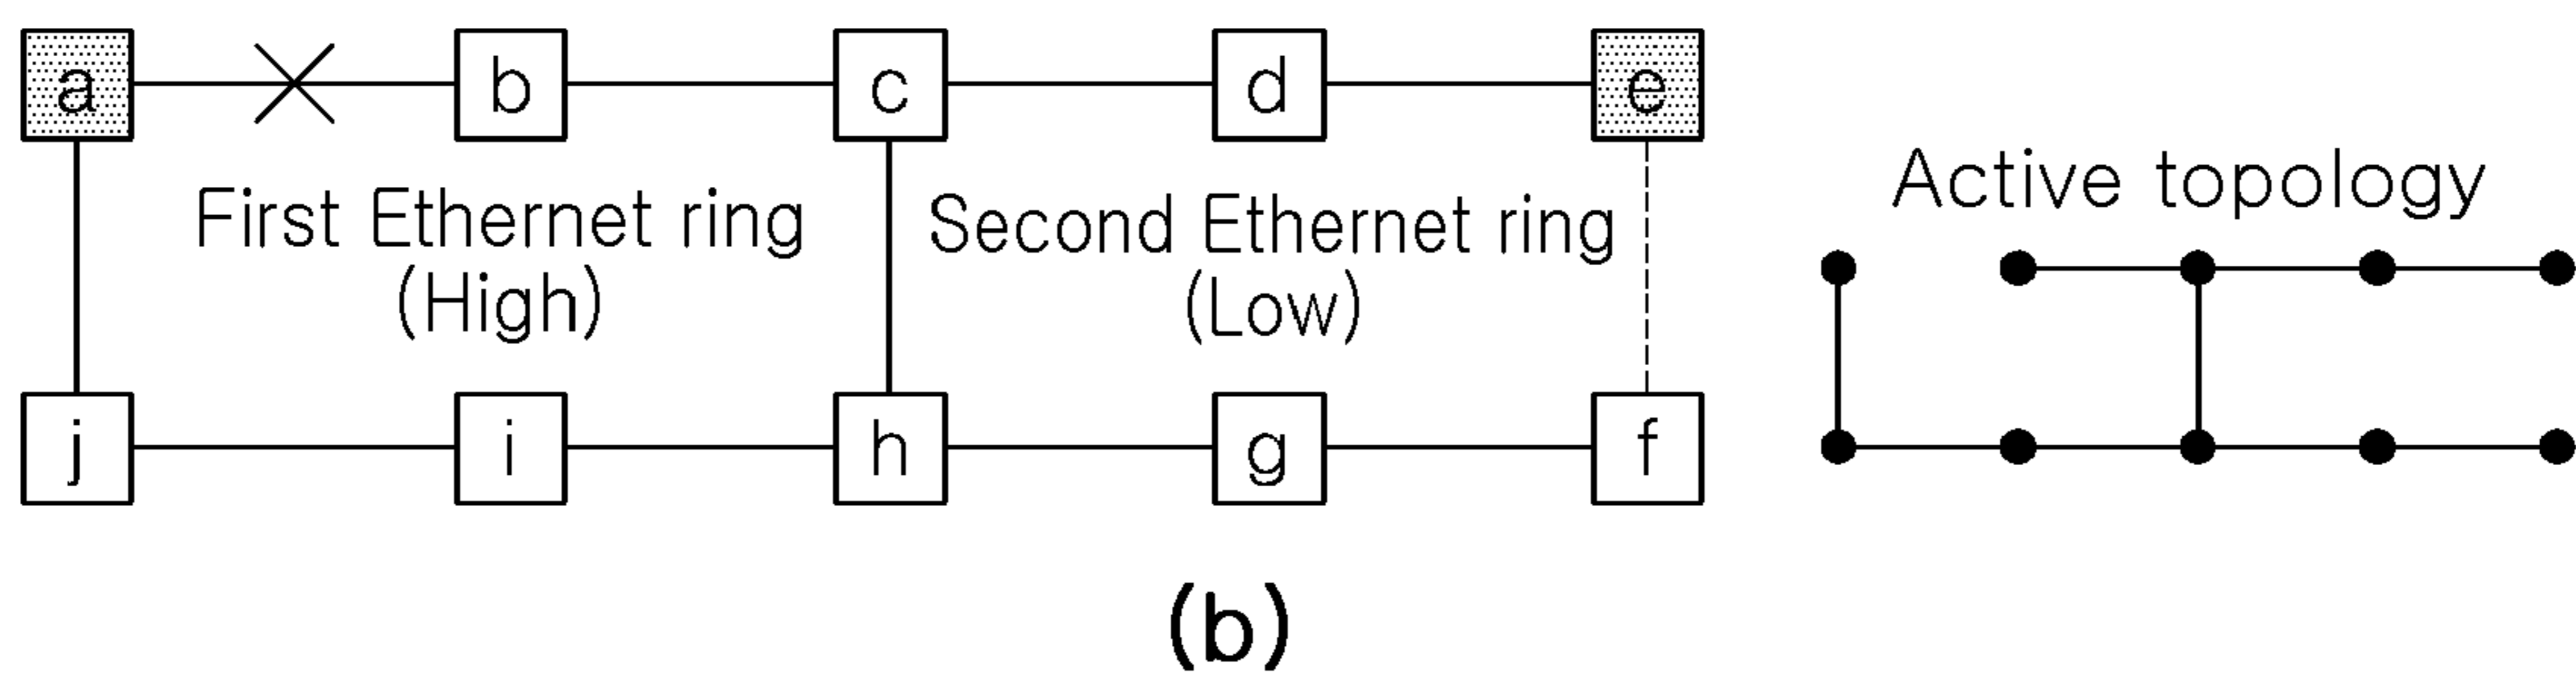 a b c d e
First Ethernet ring
(High)
Second Ethernet ring
(Low)
j i h g f
Active topology
(b)